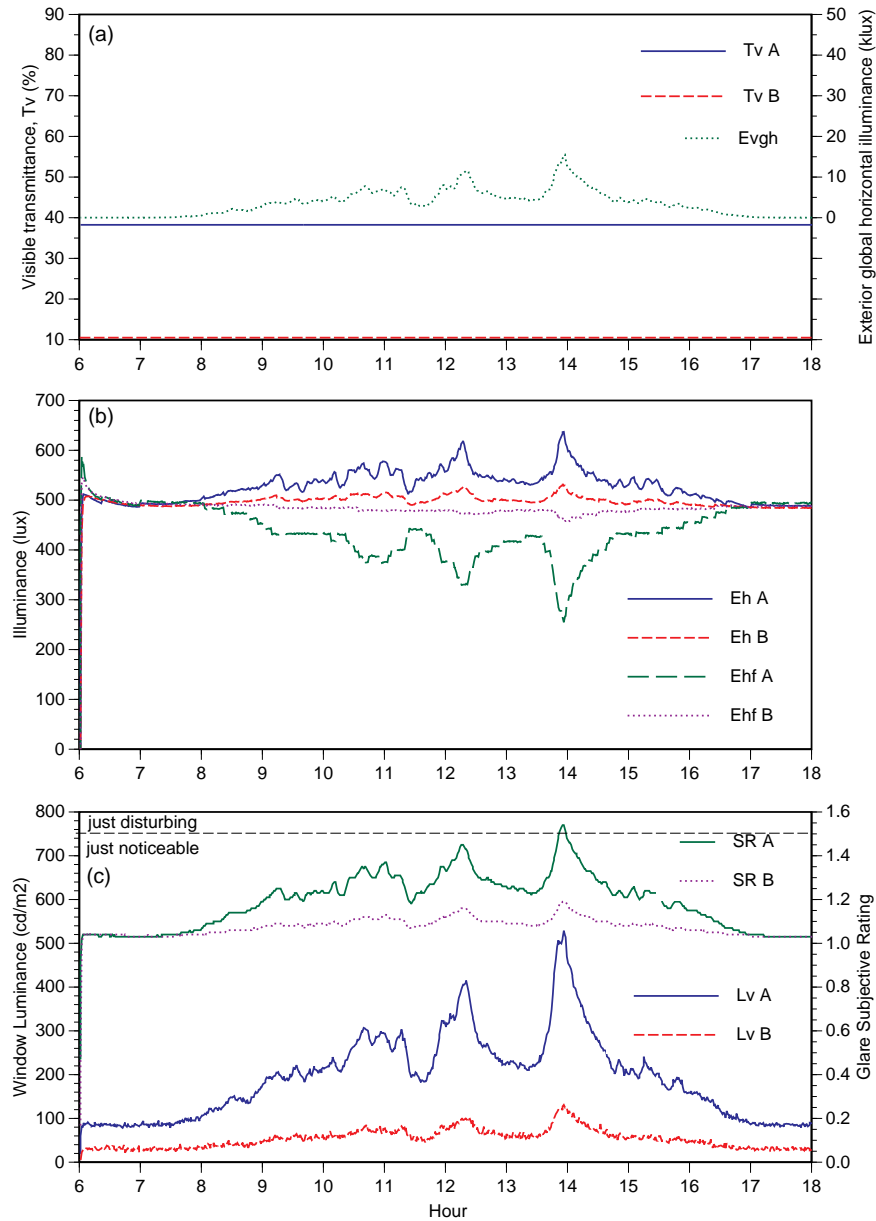 (a)
Visible transmittance, Tv (%)
90
80
70
60
50
40
30
20
10
Tv A
Tv B
Evgh
50
40
30
20
10
0
Exterior global horizontal illuminance (klux)
6 7 8 9 10 11 12 13 14 15 16 17 18
(b)
Illuminance (lux)
700
600
500
400
300
200
100
0
Eh A
Eh B
Ehf A
Ehf B
6 7 8 9 10 11 12 13 14 15 16 17 18
just disturbing
just noticeable
(c)
Window Luminance (cd/m2)
800
700
600
500
400
300
200
100
0
SR A
SR B
Lv A
Lv B
1.6
1.4
1.2
1.0
0.8
0.6
0.4
0.2
0.0
Glare Subjective Rating
6 7 8 9 10 11 12 13 14 15 16 17 18
Hour